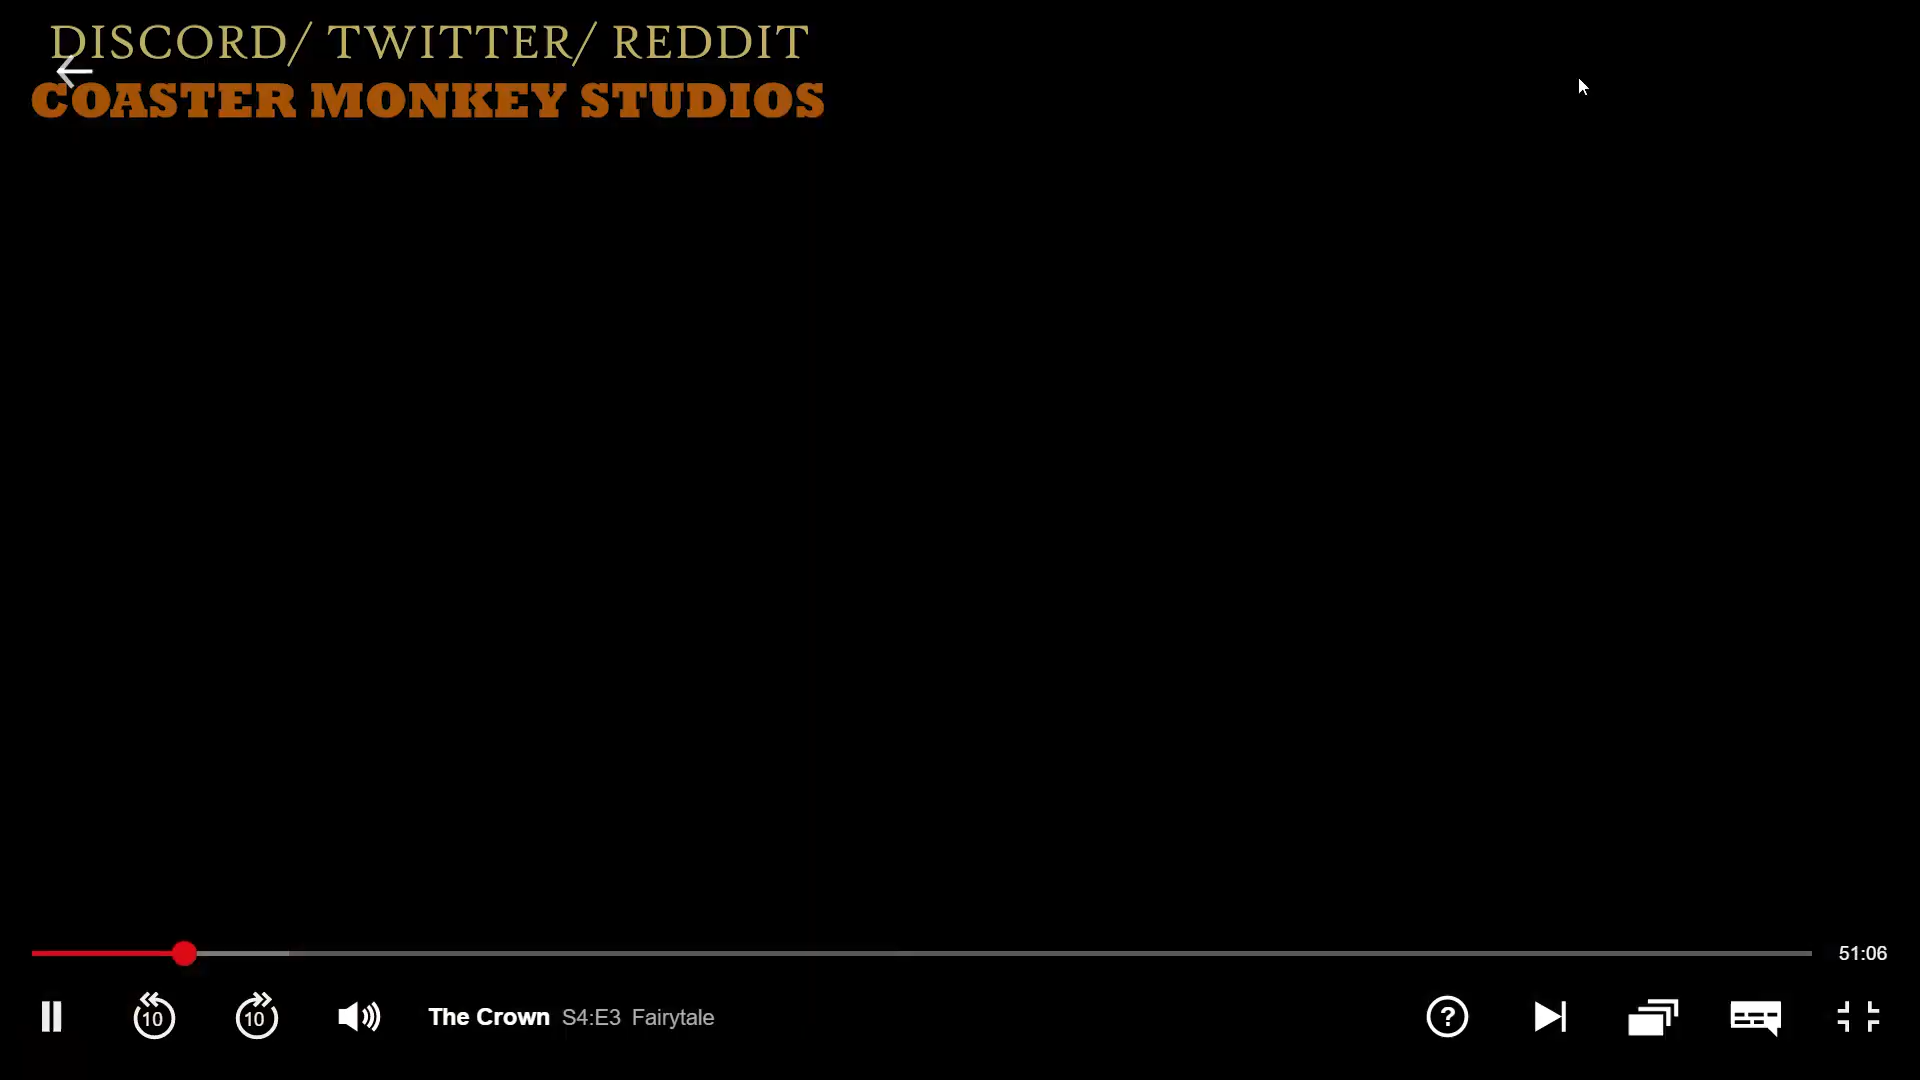 DISCORD/ TWITTER/ REDDIT
COASTER MONKEY STUDIOS
51:06
10
10
The Crown S4:E3 Fairytale
?